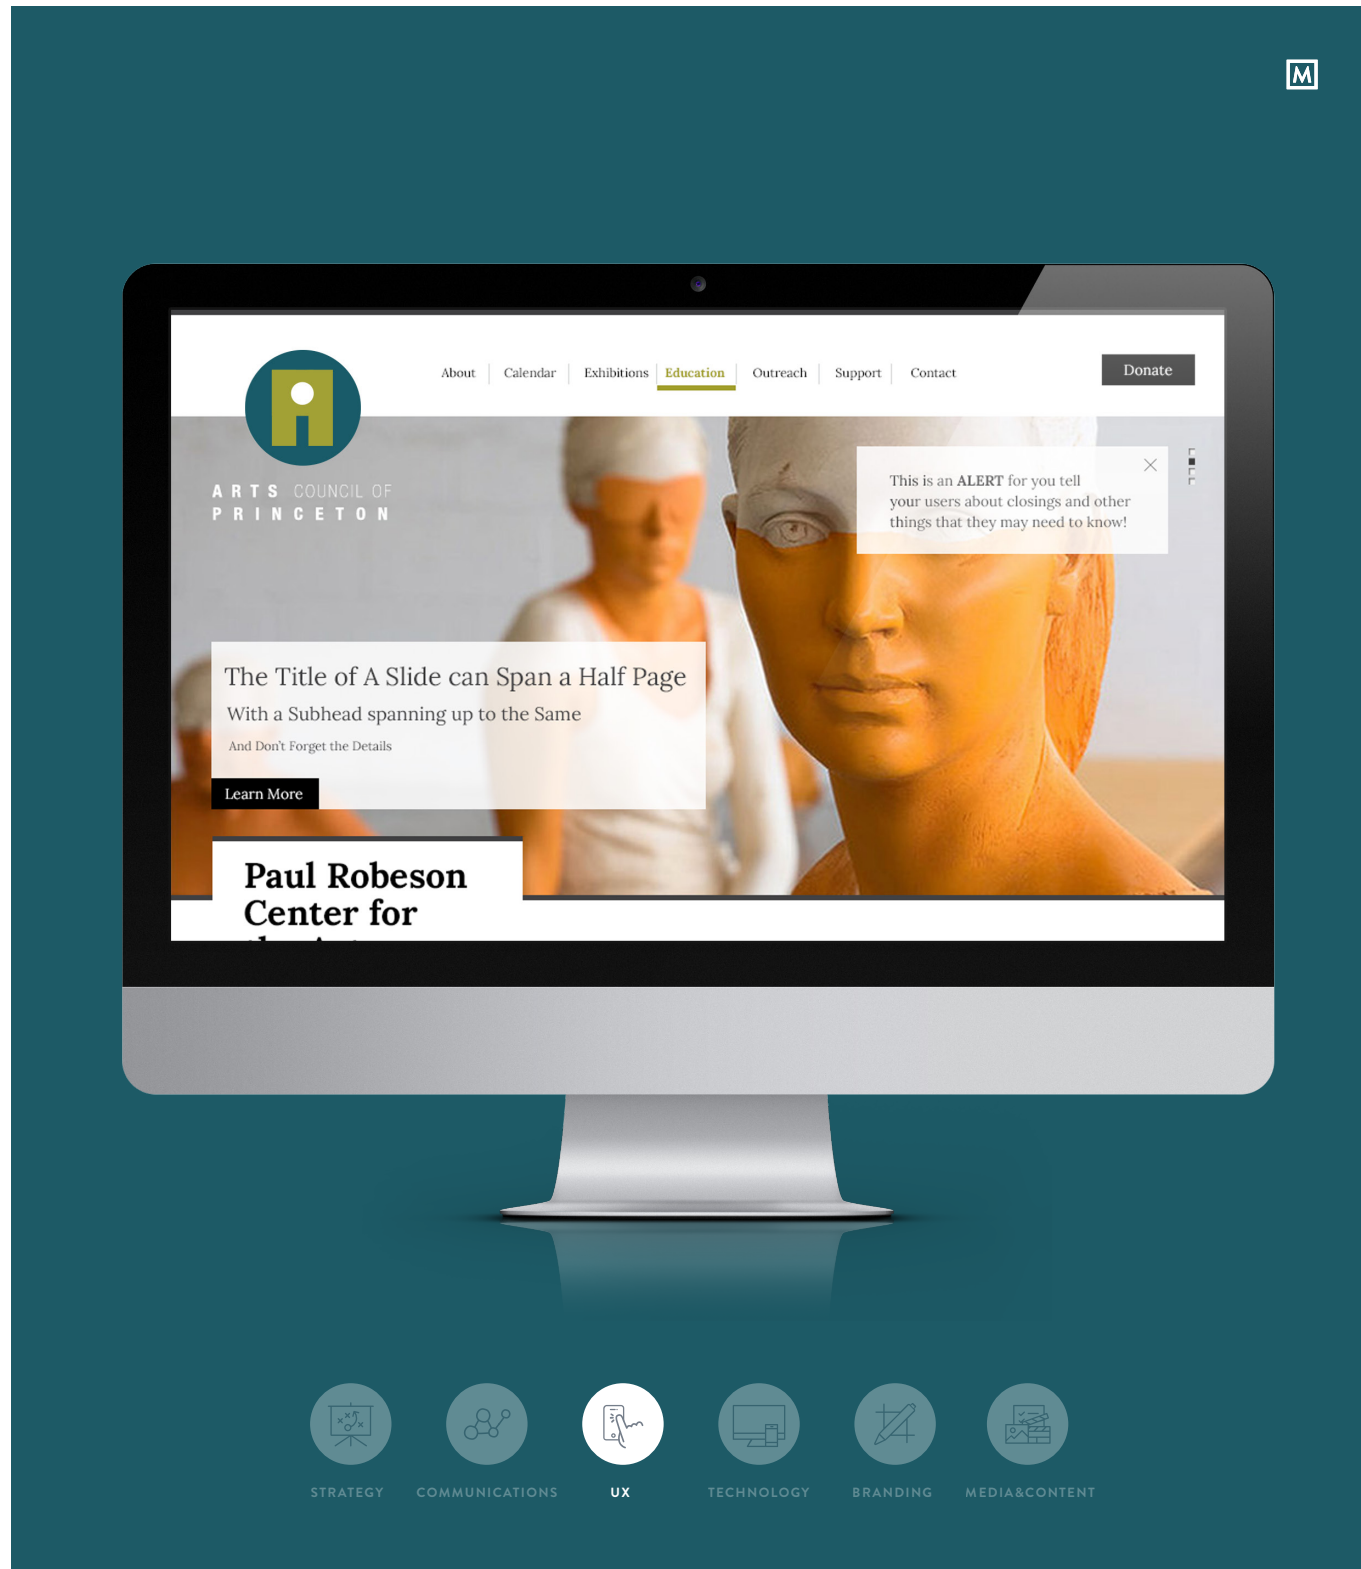 M
About
Calendar
Exhibitions
Education
Outreach
Support
Contact
Donate
ARTS COUNCIL OF
PRINCETON
This is an ALERT for you tell
your users about closings and other
things that they may need to know!
The Title of A Slide can Span a Half Page
With a Subhead spanning up to the Same
And Don't Forget the Details
Learn More
Paul Robeson
Center for
STRATEGY
COMMUNICATIONS
UX
TECHNOLOGY
BRANDING
MEDIA&CONTENT